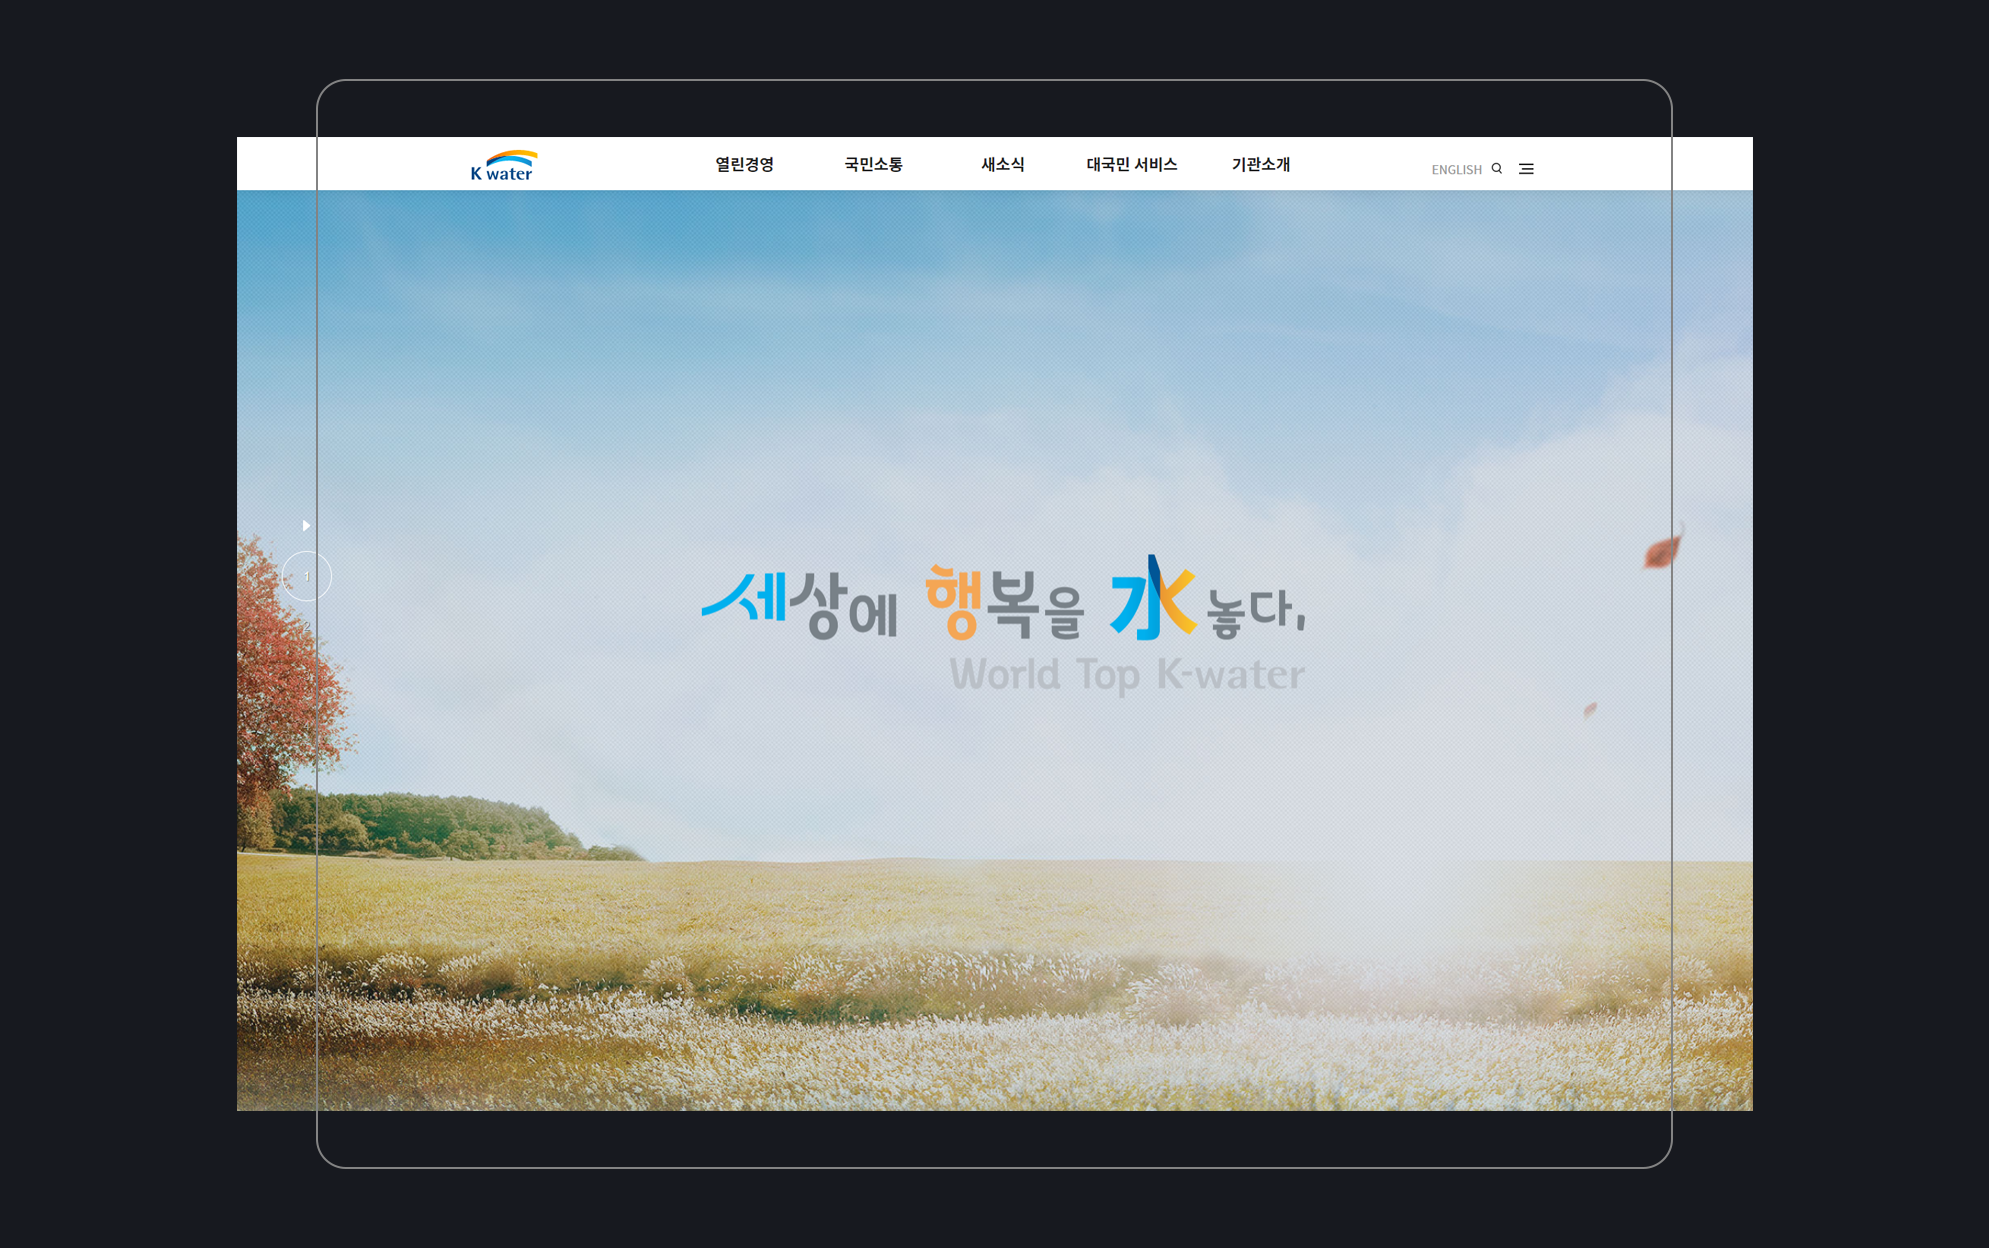 K water
열린경영 국민소통 새소식 대국민 서비스 기관소개 ENGLISH
1
2
세상에 행복을 水 놓다,
World Top K-water